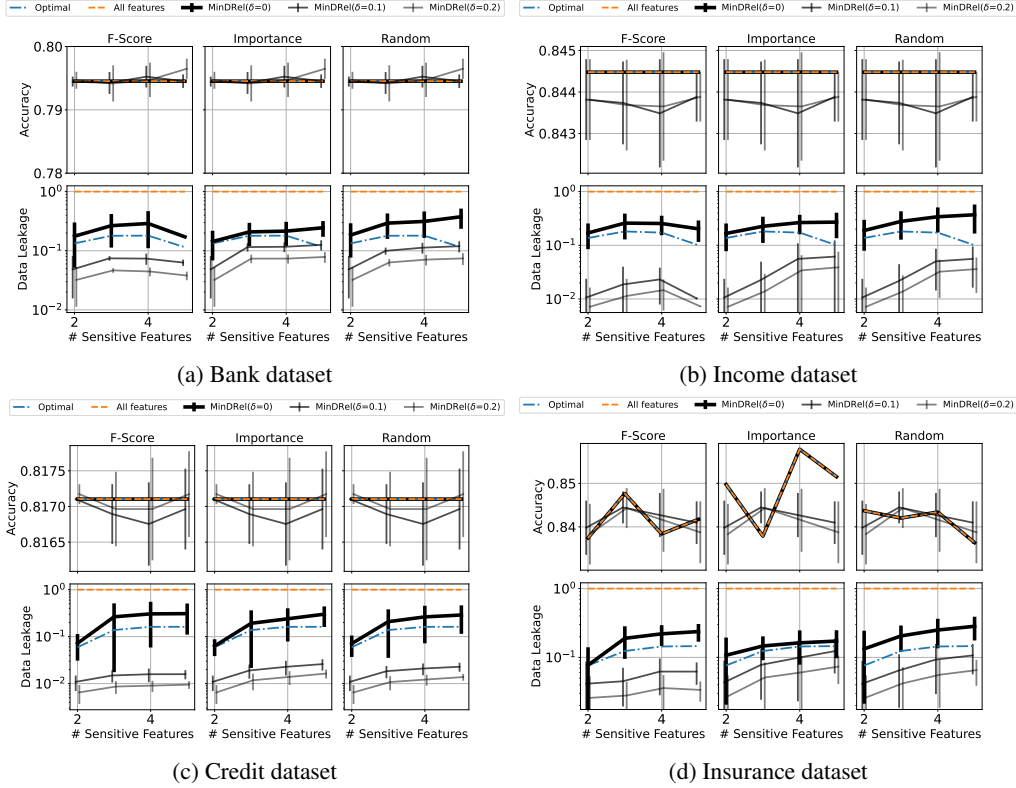 Optimal All features MinDRel(δ=0) MinDRel(δ=0.1) MinDRel(δ=0.2)
F-Score Importance Random
Accuracy
0.80
0.79
0.78
Data Leakage
10⁰
10⁻¹
10⁻²
2 4 2 4 2 4
# Sensitive Features # Sensitive Features # Sensitive Features
(a) Bank dataset
Optimal All features MinDRel(δ=0) MinDRel(δ=0.1) MinDRel(δ=0.2)
F-Score Importance Random
Accuracy
0.845
0.844
0.843
Data Leakage
10⁰
10⁻¹
10⁻²
2 4 2 4 2 4
# Sensitive Features # Sensitive Features # Sensitive Features
(b) Income dataset
Optimal All features MinDRel(δ=0) MinDRel(δ=0.1) MinDRel(δ=0.2)
F-Score Importance Random
Accuracy
0.8175
0.8170
0.8165
Data Leakage
10⁰
10⁻¹
10⁻²
2 4 2 4 2 4
# Sensitive Features # Sensitive Features # Sensitive Features
(c) Credit dataset
Optimal All features MinDRel(δ=0) MinDRel(δ=0.1) MinDRel(δ=0.2)
F-Score Importance Random
Accuracy
0.85
0.84
Data Leakage
10⁰
10⁻¹
2 4 2 4 2 4
# Sensitive Features # Sensitive Features # Sensitive Features
(d) Insurance dataset